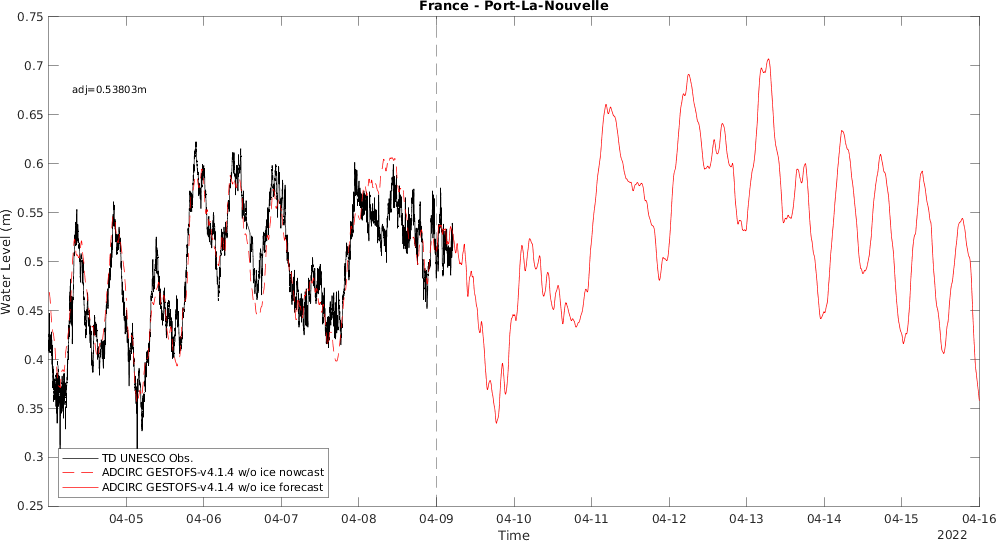 France - Port-La-Nouvelle
0.75
0.7
0.65
0.6
0.55
0.5
0.45
0.4
0.35
0.3
0.25
Water Level (m)
adj=0.53803m
TD UNESCO Obs.
ADCIRC GESTOFS-v4.1.4 w/o ice nowcast
ADCIRC GESTOFS-v4.1.4 w/o ice forecast
04-05 04-06 04-07 04-08 04-09 04-10 04-11 04-12 04-13 04-14 04-15 04-16
Time
2022